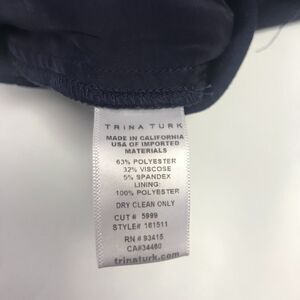 TRINA TURK
MADE IN CALIFORNIA
USA OF IMPORTED
MATERIALS
63% POLYESTER
32% VISCOSE
5% SPANDEX
LINING:
100% POLYESTER
DRY CLEAN ONLY
CUT # 5999
STYLE# 161511
RN # 93415
CA# 34460
trinaturk.com